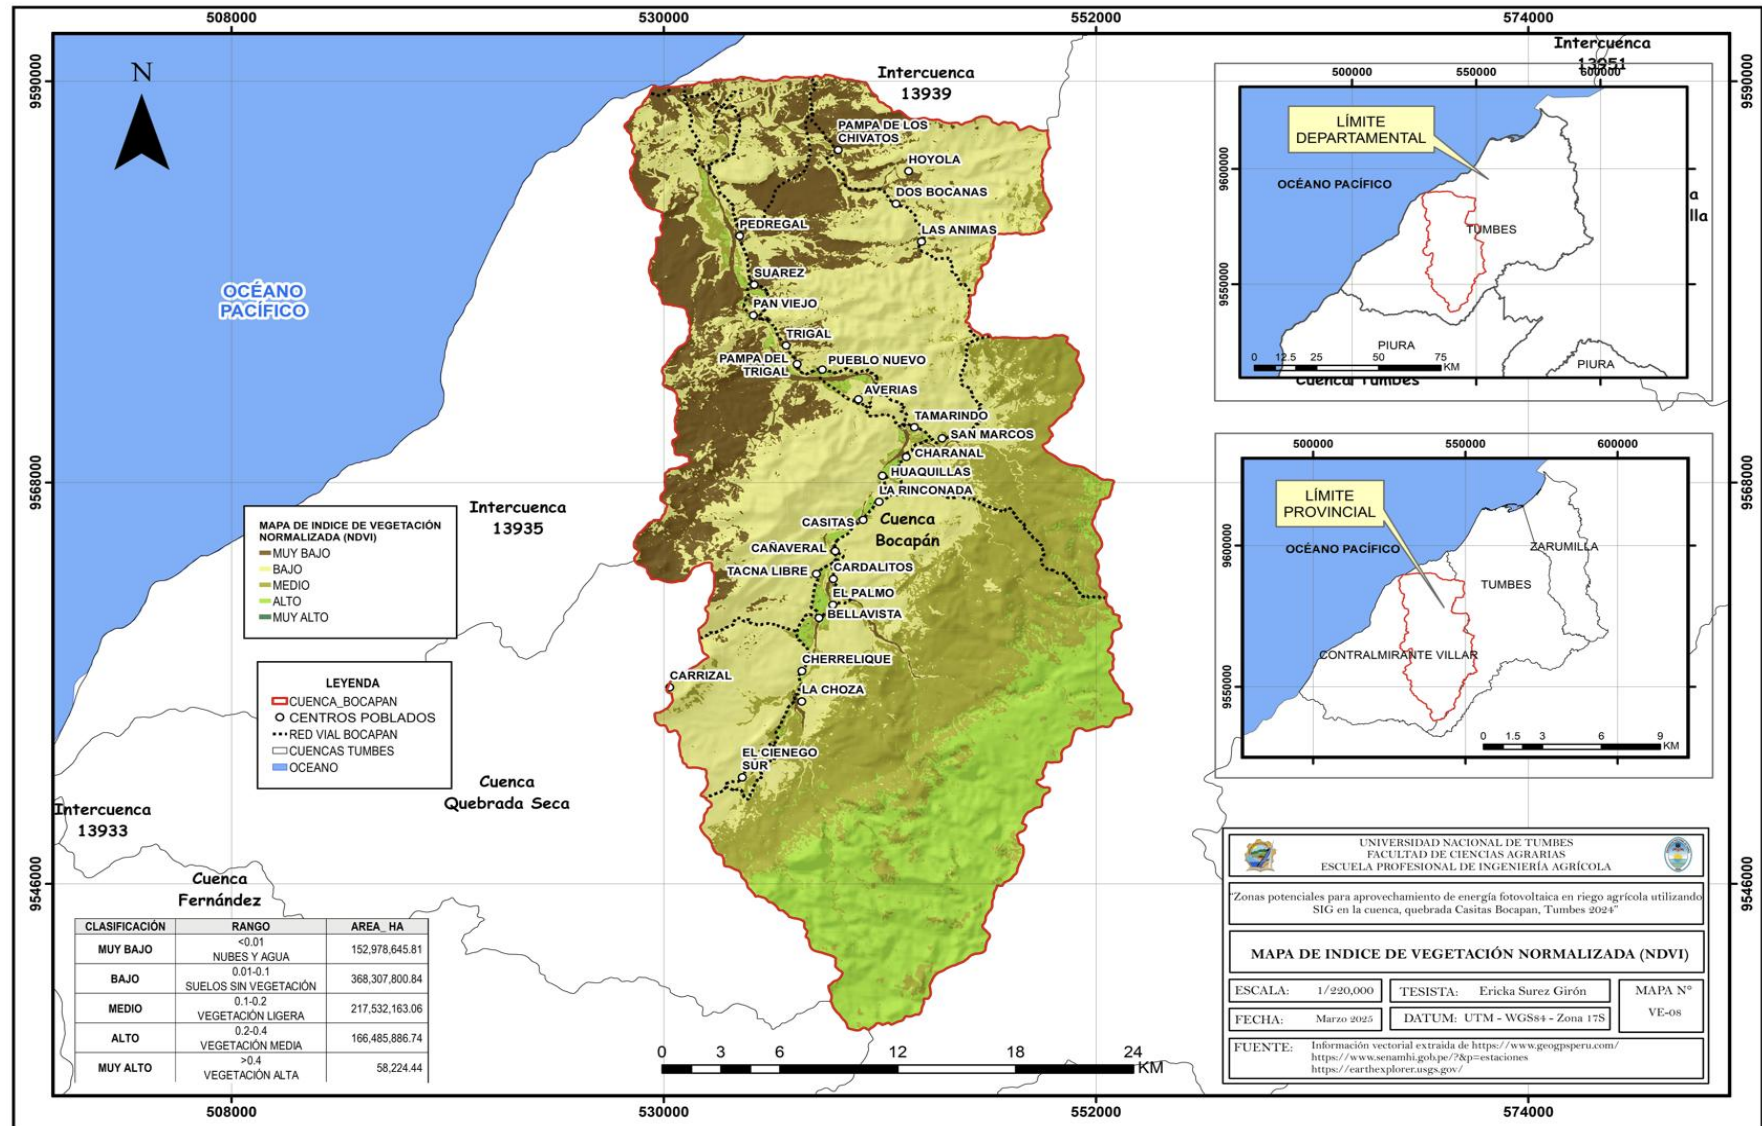 508000
530000
552000
574000
9590000
9568000
9546000
9590000
9568000
9546000
508000
530000
552000
574000
N
OCÉANO
PACÍFICO
Intercuenca
13939
Intercuenca
13951
Intercuenca
13935
Intercuenca
13933
Cuenca
Quebrada Seca
Cuenca
Fernández
Cuenca
Bocapán
Cuenca Tumbes
a
lla
PAMPA DE LOS
CHIVATOS
HOYOLA
DOS BOCANAS
LAS ANIMAS
PEDREGAL
SUAREZ
PAN VIEJO
TRIGAL
PAMPA DEL
TRIGAL
PUEBLO NUEVO
AVERIAS
TAMARINDO
SAN MARCOS
CHARANAL
HUAQUILLAS
LA RINCONADA
CASITAS
CAÑAVERAL
TACNA LIBRE
CARDALITOS
EL PALMO
BELLAVISTA
CHERRELIQUE
CARRIZAL
LA CHOZA
EL CIENEGO
SUR
MAPA DE INDICE DE VEGETACIÓN
NORMALIZADA (NDVI)
MUY BAJO
BAJO
MEDIO
ALTO
MUY ALTO
LEYENDA
CUENCA_BOCAPAN
CENTROS POBLADOS
RED VIAL BOCAPAN
CUENCAS TUMBES
OCEANO
CLASIFICACIÓN RANGO AREA_ HA
MUY BAJO <0.01 NUBES Y AGUA 152,978,645.81
BAJO 0.01-0.1 SUELOS SIN VEGETACIÓN 368,307,800.84
MEDIO 0.1-0.2 VEGETACIÓN LIGERA 217,532,163.06
ALTO 0.2-0.4 VEGETACIÓN MEDIA 166,485,886.74
MUY ALTO >0.4 VEGETACIÓN ALTA 58,224.44
0 3 6 12 18 24
KM
500000 550000 600000
9600000
9550000
LÍMITE
DEPARTAMENTAL
OCÉANO PACÍFICO
TUMBES
PIURA
PIURA
0 12.5 25 50 75
KM
500000 550000 600000
9600000
9550000
LÍMITE
PROVINCIAL
OCÉANO PACÍFICO
ZARUMILLA
TUMBES
CONTRALMIRANTE VILLAR
0 1.5 3 6 9
KM
UNIVERSIDAD NACIONAL DE TUMBES
FACULTAD DE CIENCIAS AGRARIAS
ESCUELA PROFESIONAL DE INGENIERÍA AGRÍCOLA
"Zonas potenciales para aprovechamiento de energía fotovoltaica en riego agrícola utilizando
SIG en la cuenca, quebrada Casitas Bocapan, Tumbes 2024"
MAPA DE INDICE DE VEGETACIÓN NORMALIZADA (NDVI)
ESCALA: 1/220,000
TESISTA: Ericka Surez Girón
MAPA N°
VE-08
FECHA: Marzo 2025
DATUM: UTM - WGS84 - Zona 17S
FUENTE: Información vectorial extraida de https://www.geogpsperu.com/
https://www.senamhi.gob.pe/?&p=estaciones
https://earthexplorer.usgs.gov/